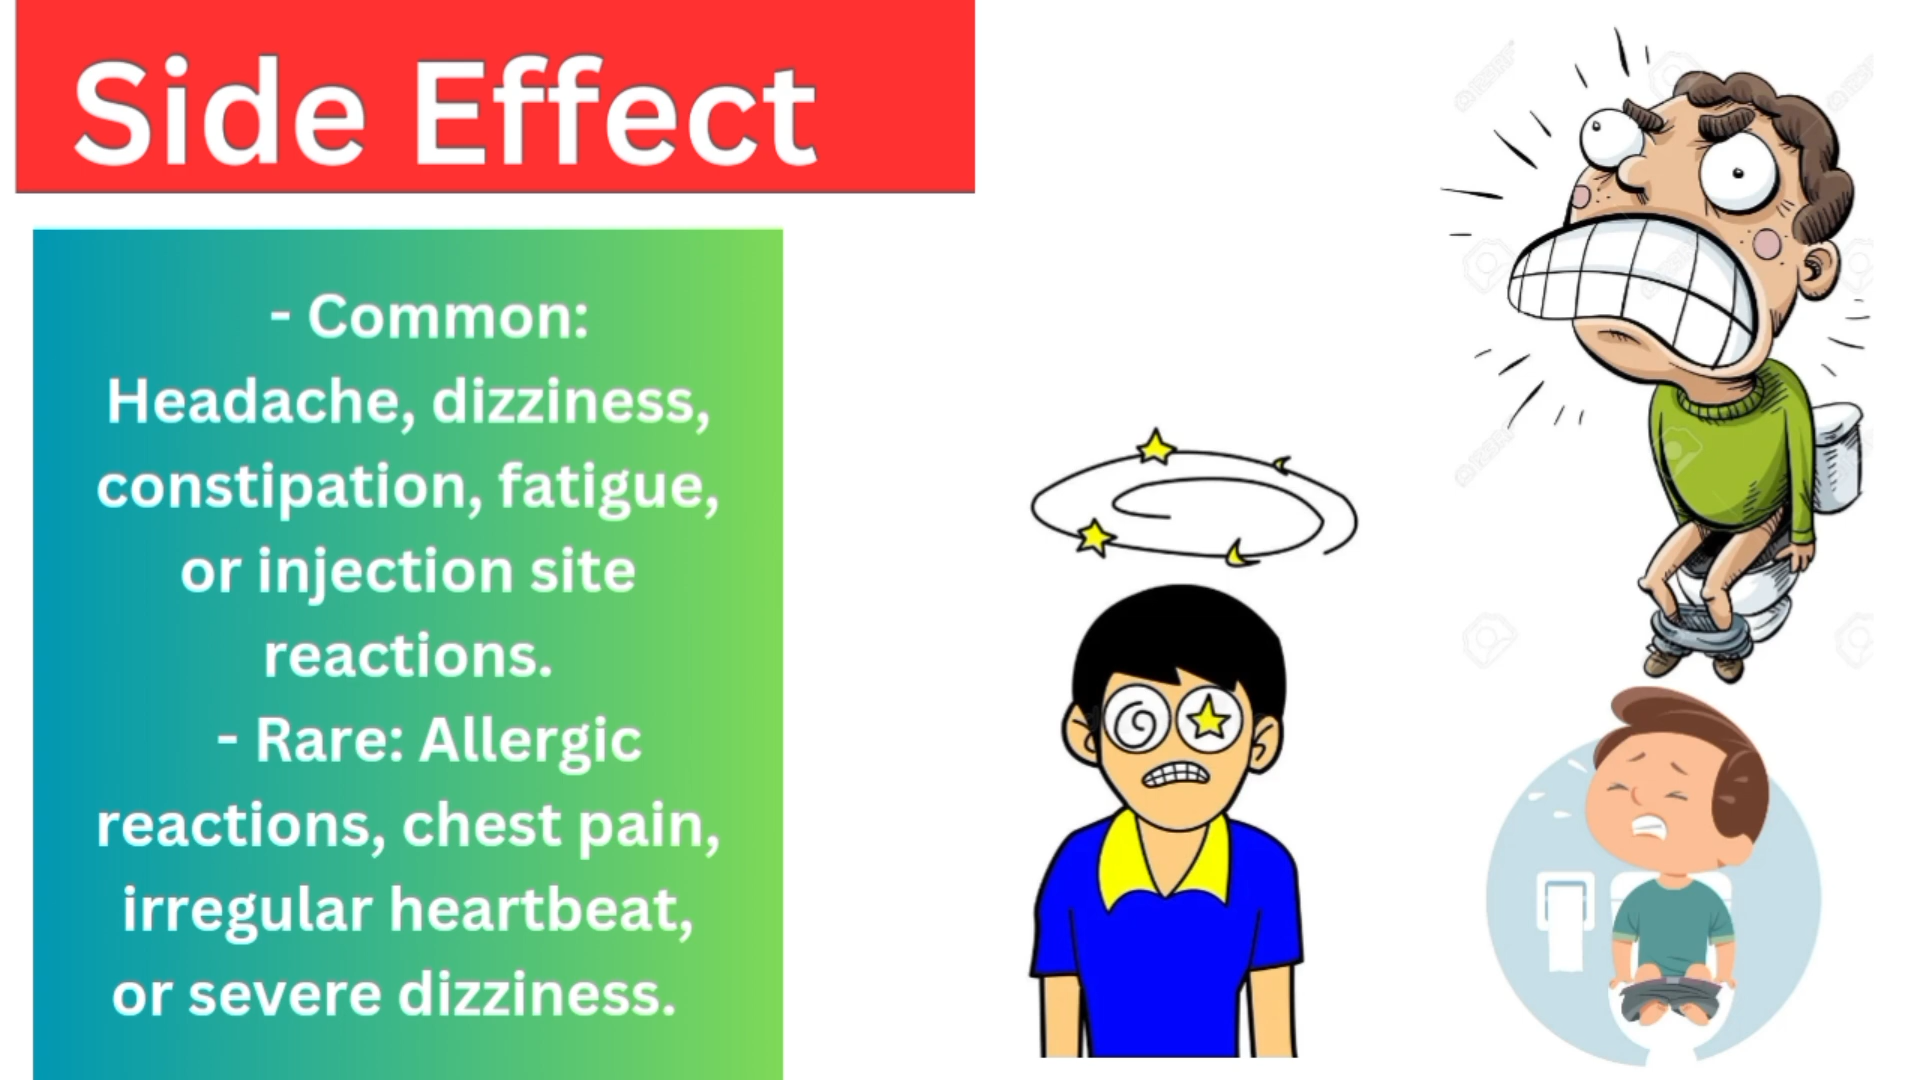 Side Effect
- Common:
Headache, dizziness,
constipation, fatigue,
or injection site
reactions.
- Rare: Allergic
reactions, chest pain,
irregular heartbeat,
or severe dizziness.